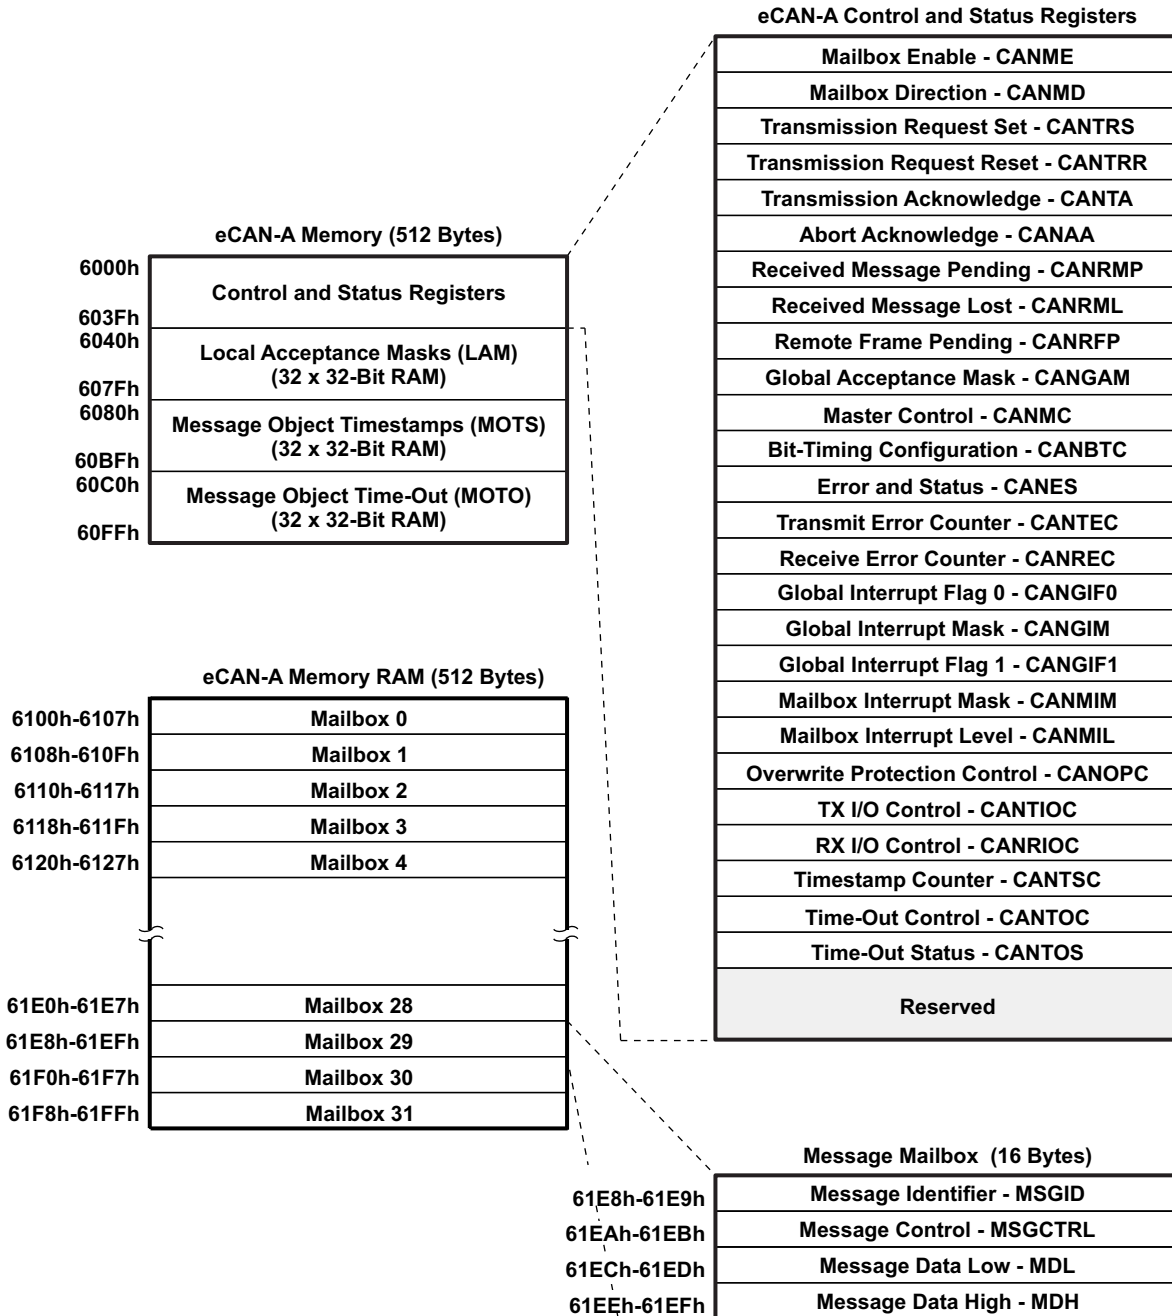 eCAN-A Control and Status Registers
Mailbox Enable - CANME
Mailbox Direction - CANMD
Transmission Request Set - CANTRS
Transmission Request Reset - CANTRR
Transmission Acknowledge - CANTA
Abort Acknowledge - CANAA
Received Message Pending - CANRMP
Received Message Lost - CANRML
Remote Frame Pending - CANRFP
Global Acceptance Mask - CANGAM
Master Control - CANMC
Bit-Timing Configuration - CANBTC
Error and Status - CANES
Transmit Error Counter - CANTEC
Receive Error Counter - CANREC
Global Interrupt Flag 0 - CANGIF0
Global Interrupt Mask - CANGIM
Global Interrupt Flag 1 - CANGIF1
Mailbox Interrupt Mask - CANMIM
Mailbox Interrupt Level - CANMIL
Overwrite Protection Control - CANOPC
TX I/O Control - CANTIOC
RX I/O Control - CANRIOC
Timestamp Counter - CANTSC
Time-Out Control - CANTOC
Time-Out Status - CANTOS
Reserved
eCAN-A Memory (512 Bytes)
6000h
Control and Status Registers
603Fh
6040h
Local Acceptance Masks (LAM)
(32 x 32-Bit RAM)
607Fh
6080h
Message Object Timestamps (MOTS)
(32 x 32-Bit RAM)
60BFh
60C0h
Message Object Time-Out (MOTO)
(32 x 32-Bit RAM)
60FFh
eCAN-A Memory RAM (512 Bytes)
6100h-6107h Mailbox 0
6108h-610Fh Mailbox 1
6110h-6117h Mailbox 2
6118h-611Fh Mailbox 3
6120h-6127h Mailbox 4
61E0h-61E7h Mailbox 28
61E8h-61EFh Mailbox 29
61F0h-61F7h Mailbox 30
61F8h-61FFh Mailbox 31
Message Mailbox (16 Bytes)
61E8h-61E9h Message Identifier - MSGID
61EAh-61EBh Message Control - MSGCTRL
61ECh-61EDh Message Data Low - MDL
61EEh-61EFh Message Data High - MDH